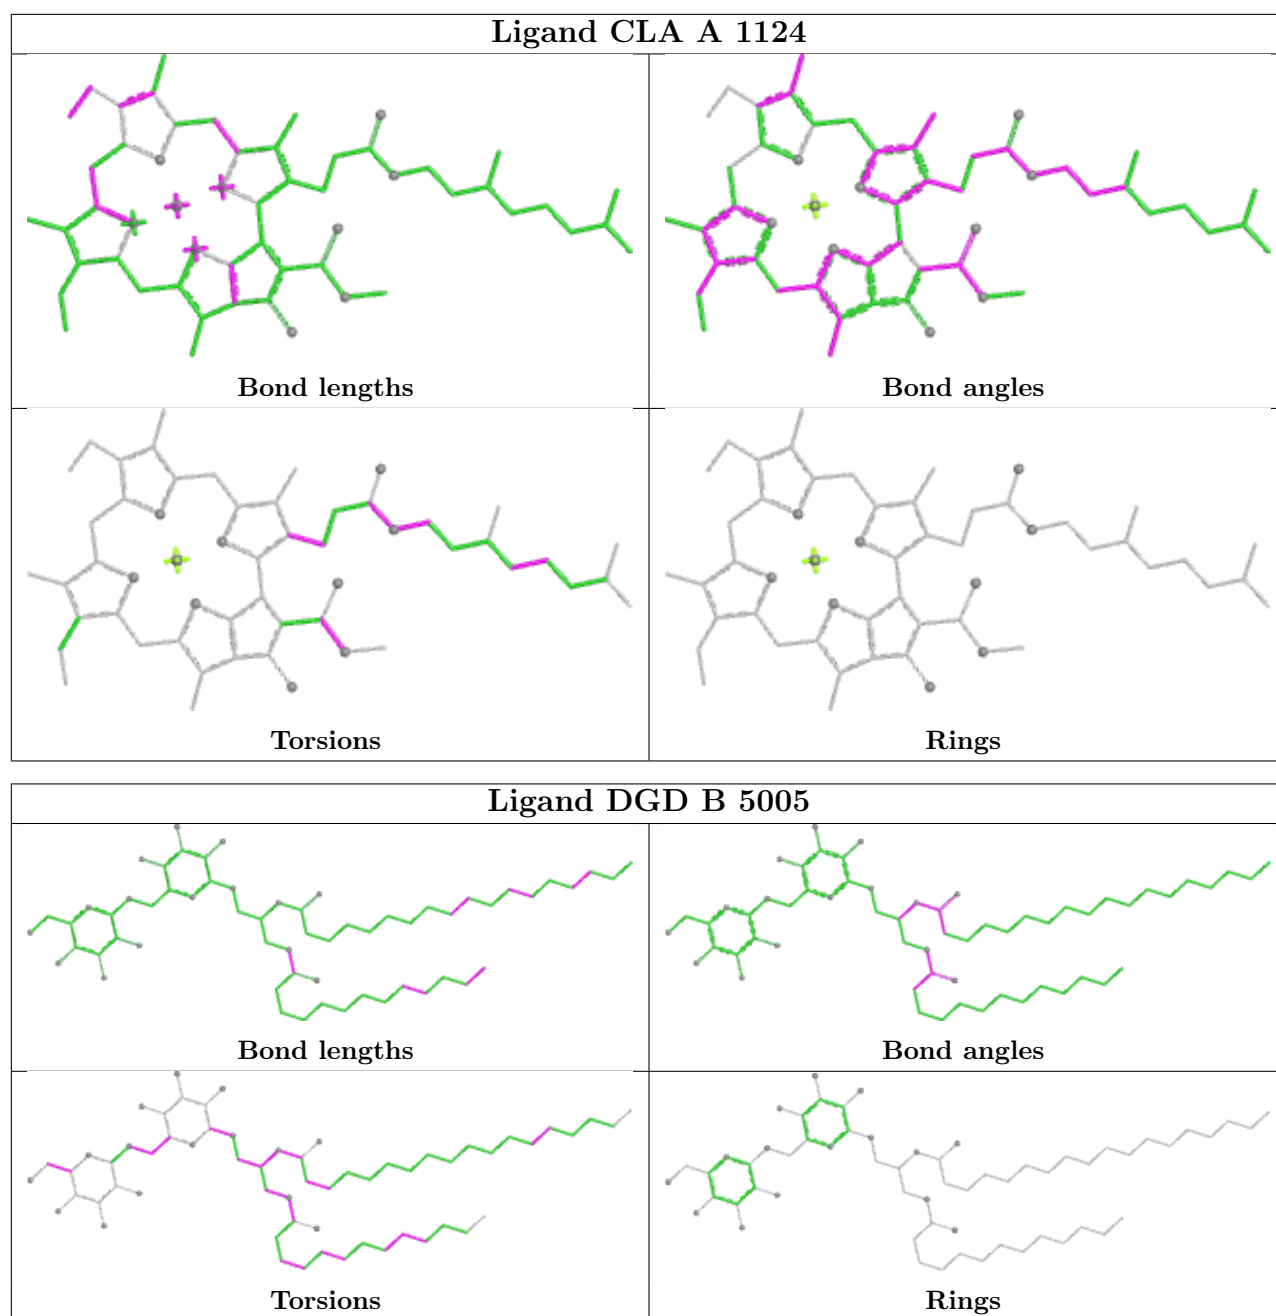 Ligand CLA A 1124
Bond lengths
Bond angles
Torsions
Rings
Ligand DGD B 5005
Bond lengths
Bond angles
Torsions
Rings